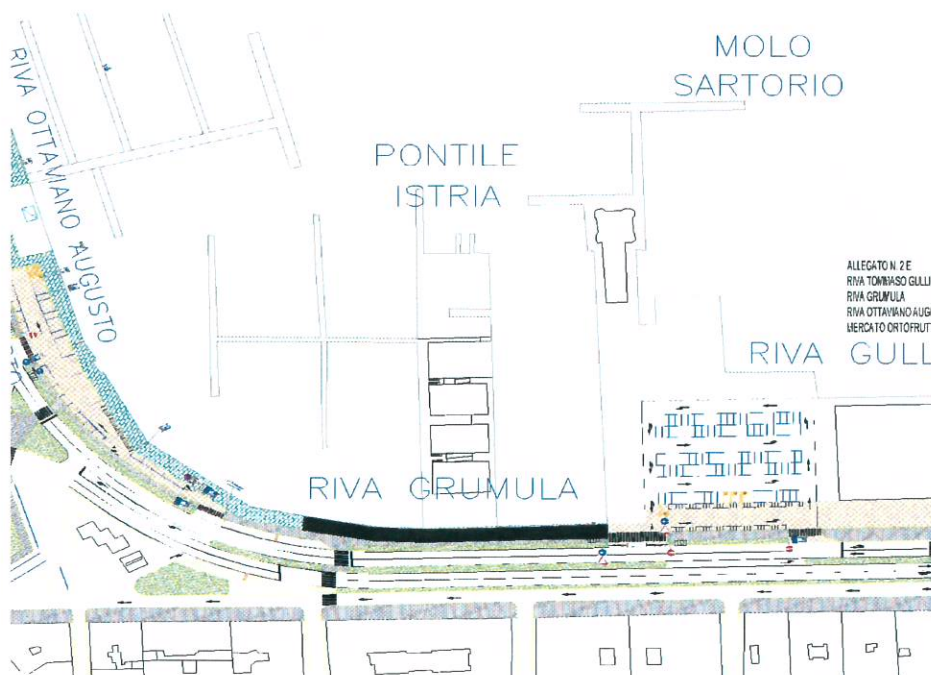 RIVA OTTAVIANO AUGUSTO
MOLO
SARTORIO
PONTILE
ISTRIA
ALLEGATO N. 2 E
RIVA TOMMASO GULLI
RIVA GRUMULA
RIVA OTTAVIANO AUG
MERCATO ORTOFRUTT
RIVA GULL
RIVA GRUMULA